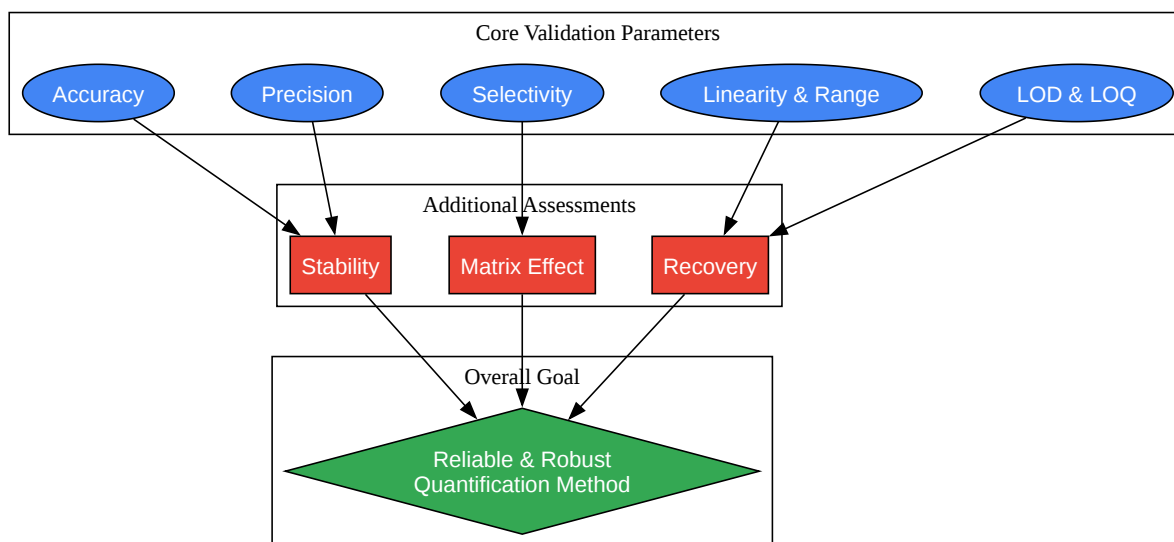 Core Validation Parameters
Accuracy
Precision
Selectivity
Linearity & Range
LOD & LOQ
Additional Assessments
Stability
Matrix Effect
Recovery
Overall Goal
Reliable & Robust
Quantification Method